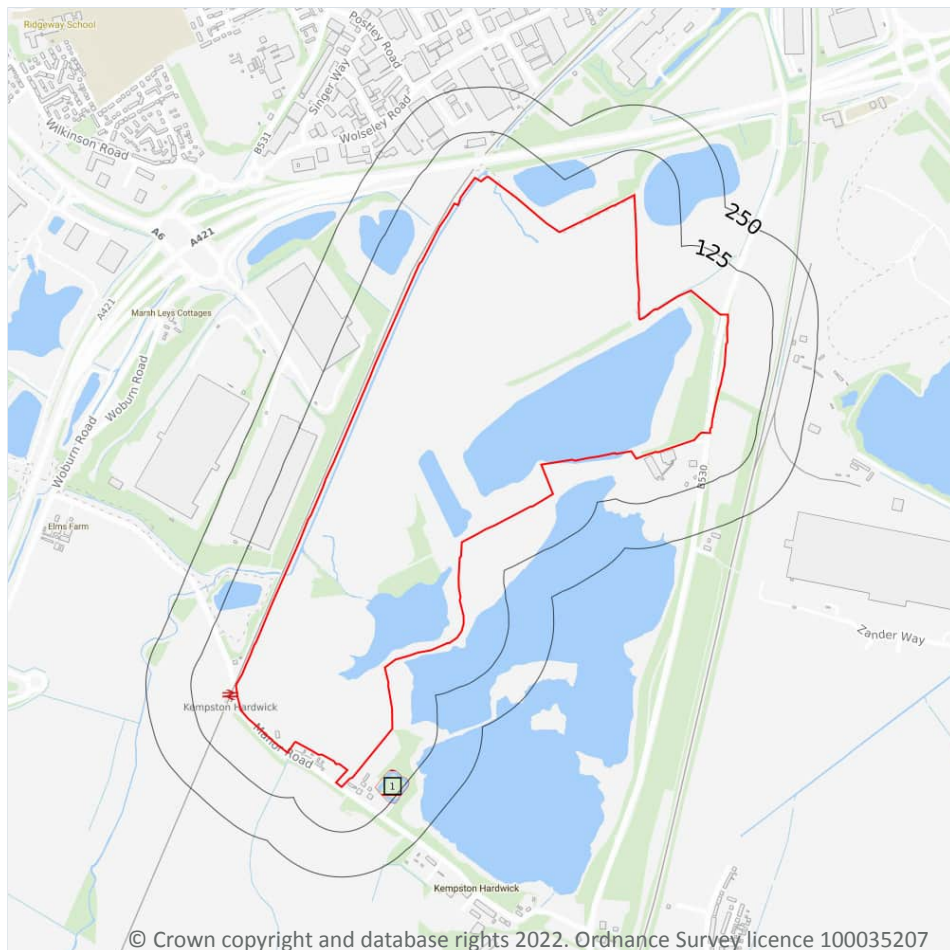 Ridgeway School
Postley Road
Singer Way
Wolseley Road
B531
Wilkinson Road
A6
A421
A421
250
125
Marsh Leys Cottages
Woburn Road
Woburn Road
B530
Elms Farm
Zander Way
Kempston Hardwick
Manor Road
1
Kempston Hardwick
© Crown copyright and database rights 2022. Ordnance Survey licence 100035207